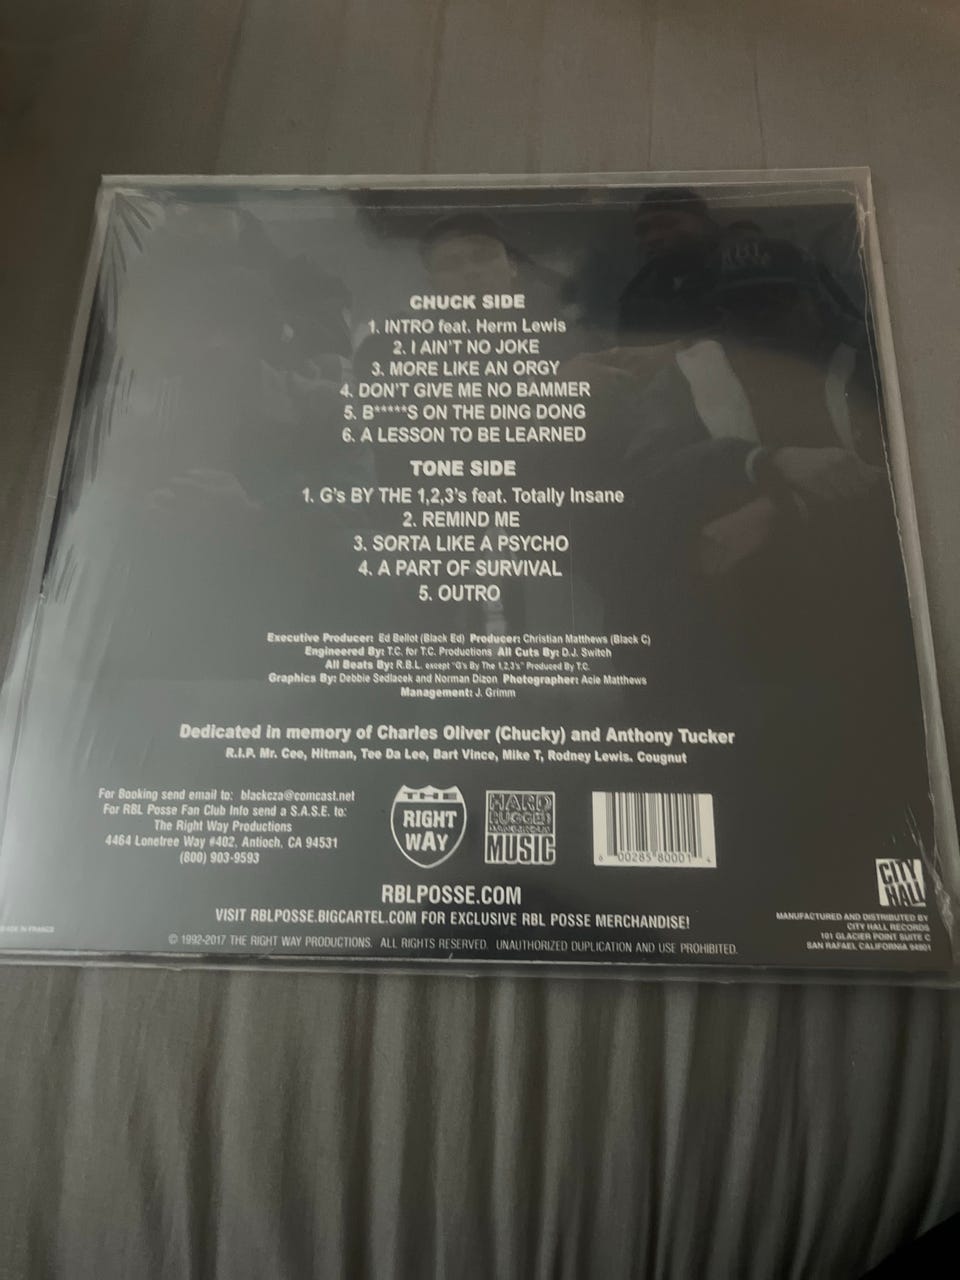 CHUCK SIDE
1. INTRO feat. Herm Lewis
2. I AIN'T NO JOKE
3. MORE LIKE AN ORGY
4. DON'T GIVE ME NO BAMMER
5. B*****S ON THE DING DONG
6. A LESSON TO BE LEARNED
TONE SIDE
1. G's BY THE 1,2,3's feat. Totally Insane
2. REMIND ME
3. SORTA LIKE A PSYCHO
4. A PART OF SURVIVAL
5. OUTRO
Executive Producer: Ed Bellot (Black Ed) Producer: Christian Matthews (Black C)
Engineered By: T.C. for T.C. Productions All Cuts By: D.J. Switch
All Beats By: R.B.L. except "G's By The 1,2,3's" Produced By T.C.
Graphics By: Debbie Sedlacek and Norman Dizon Photographer: Acie Matthews
Management: J. Grimm
Dedicated in memory of Charles Oliver (Chucky) and Anthony Tucker
R.I.P. Mr. Cee, Hitman, Tee Da Lee, Bart Vince, Mike T, Rodney Lewis. Cougnut
For Booking send email to: blackcza@comcast.net
For RBL Posse Fan Club Info send a S.A.S.E. to:
The Right Way Productions
4464 Lonetree Way #402, Antioch, CA 94531
(800) 903-9593
THE
RIGHT
WAY
HARD
RUGGED
DANGEROUS
MUSIC
6 00285 80001 4
CITY
HALL
RBLPOSSE.COM
VISIT RBLPOSSE.BIGCARTEL.COM FOR EXCLUSIVE RBL POSSE MERCHANDISE!
MANUFACTURED AND DISTRIBUTED BY
CITY HALL RECORDS
101 GLACIER POINT SUITE C
SAN RAFAEL CALIFORNIA 94901
IN FRANCE
© 1992-2017 THE RIGHT WAY PRODUCTIONS. ALL RIGHTS RESERVED. UNAUTHORIZED DUPLICATION AND USE PROHIBITED.